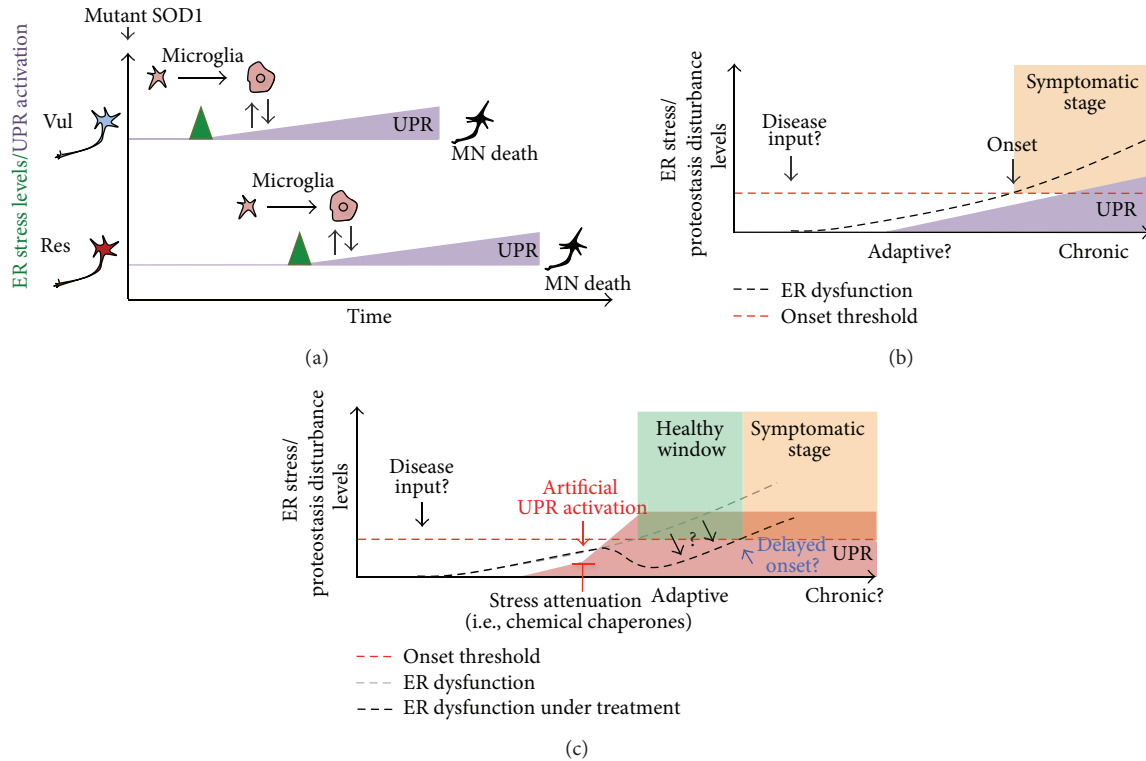 Mutant SOD1
ER stress levels/UPR activation
Microglia
Vul
UPR
MN death
Microglia
Res
UPR
MN death
Time
(a)
ER stress/
proteostasis disturbance
levels
Symptomatic
stage
Disease
input?
Onset
UPR
Adaptive?
Chronic
ER dysfunction
Onset threshold
(b)
ER stress/
proteostasis disturbance
levels
Healthy
window
Symptomatic
stage
Disease
input?
Artificial
UPR activation
?
Delayed
onset?
UPR
Stress attenuation
(i.e., chemical chaperones)
Adaptive
Chronic?
Onset threshold
ER dysfunction
ER dysfunction under treatment
(c)